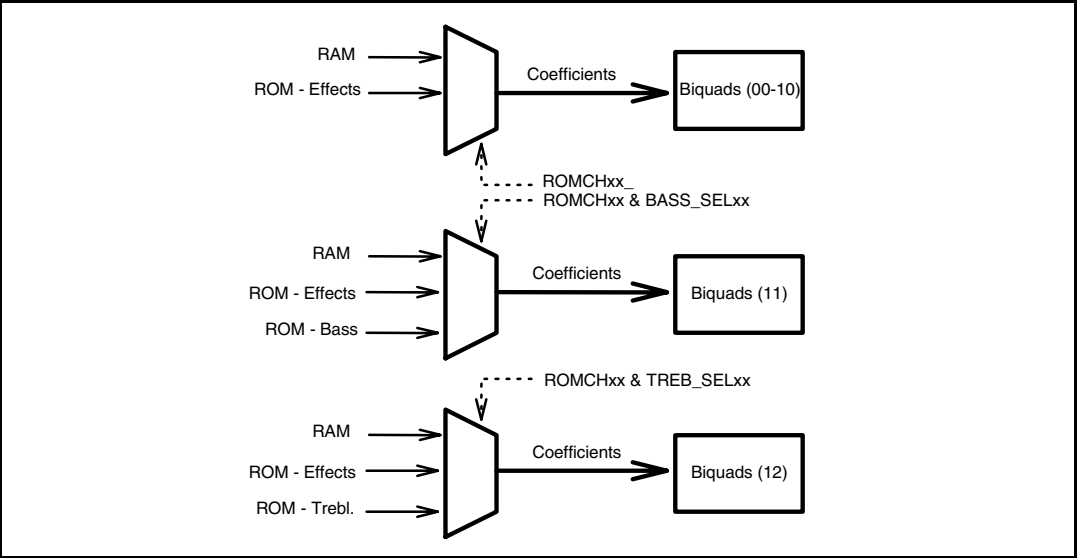 RAM
ROM - Effects
Coefficients
Biquads (00-10)
ROMCHxx_
ROMCHxx & BASS_SELxx
RAM
ROM - Effects
ROM - Bass
Coefficients
Biquads (11)
ROMCHxx & TREB_SELxx
RAM
ROM - Effects
ROM - Trebl.
Coefficients
Biquads (12)